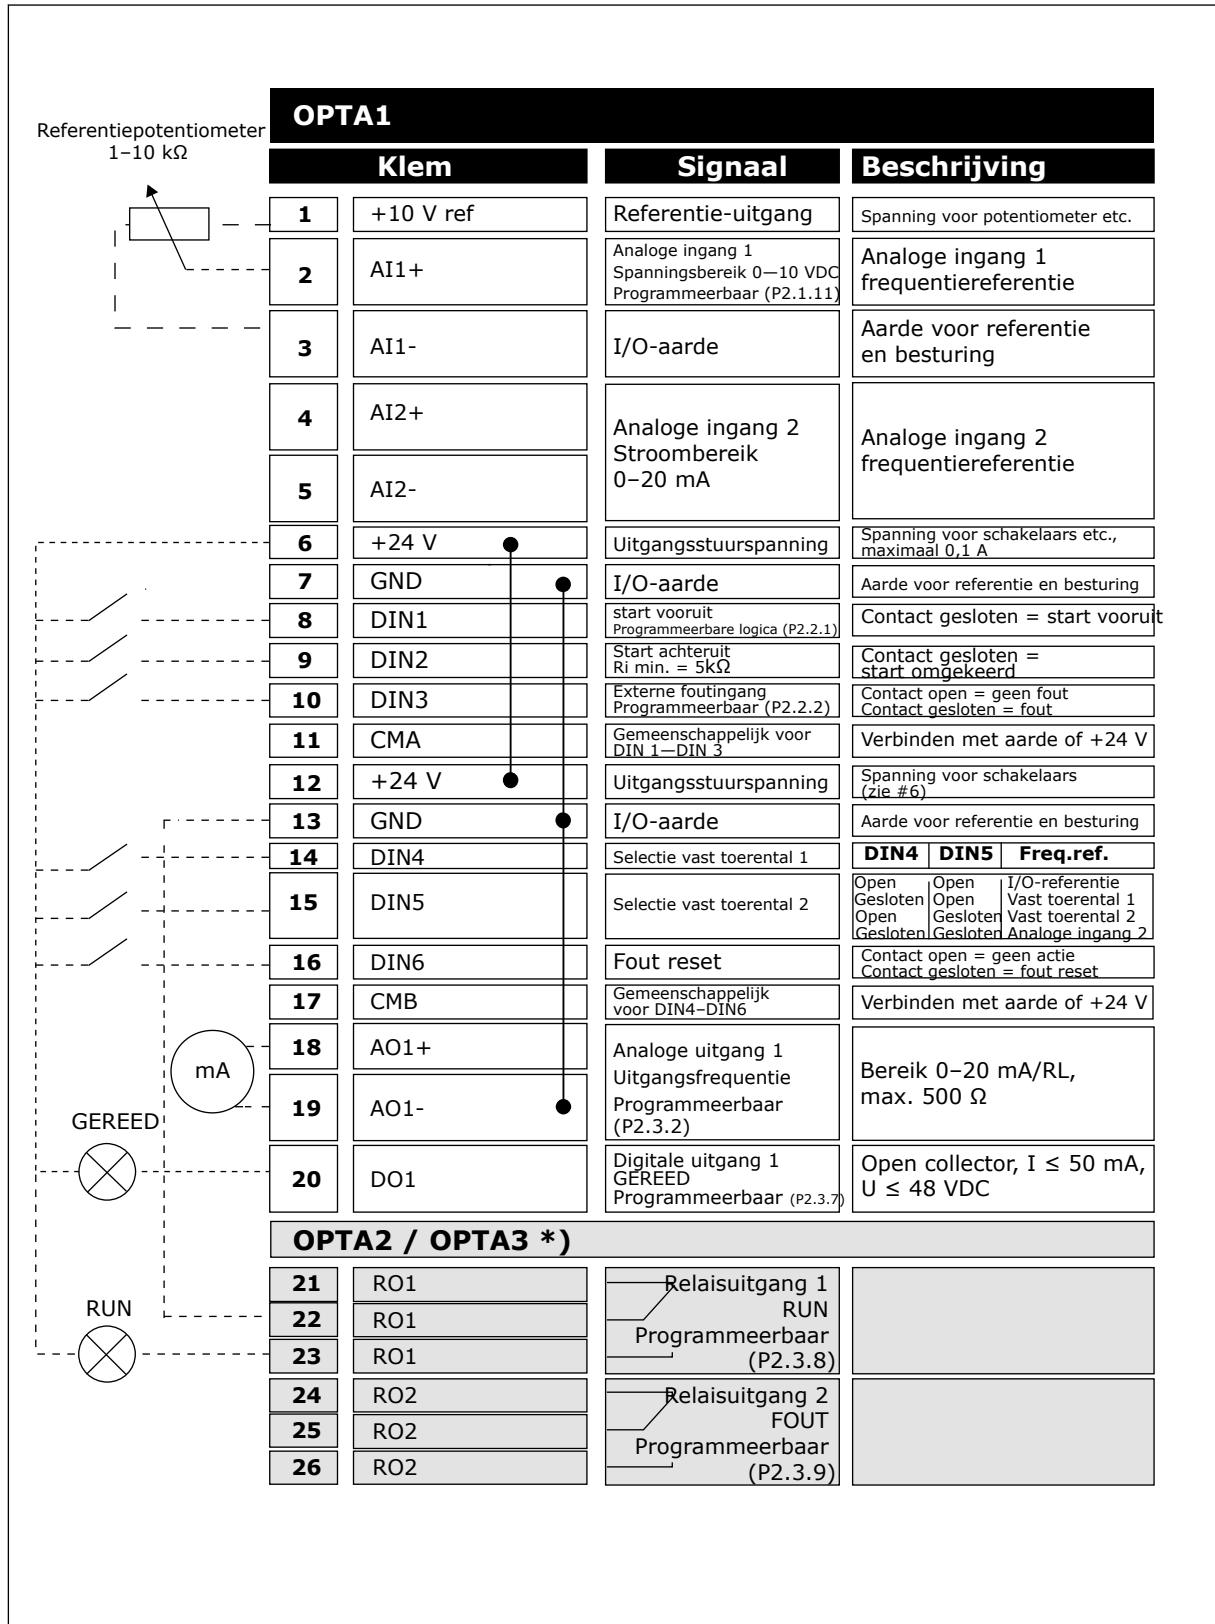 OPTA1
Referentiepotentiometer
1–10 kΩ
Klem Signaal Beschrijving
1 +10 V ref Referentie-uitgang Spanning voor potentiometer etc.
2 AI1+
Analoge ingang 1
Spanningsbereik 0—10 VDC
Programmeerbaar (P2.1.11)
Analoge ingang 1
frequentiereferentie
3 AI1- I/O-aarde
Aarde voor referentie
en besturing
4 AI2+
5 AI2-
Analoge ingang 2
Stroombereik
0–20 mA
Analoge ingang 2
frequentiereferentie
6 +24 V Uitgangsstuurspanning
Spanning voor schakelaars etc.,
maximaal 0,1 A
7 GND I/O-aarde Aarde voor referentie en besturing
8 DIN1
start vooruit
Programmeerbare logica (P2.2.1)
Contact gesloten = start vooruit
9 DIN2
Start achteruit
Ri min. = 5kΩ
Contact gesloten =
start omgekeerd
10 DIN3
Externe foutingang
Programmeerbaar (P2.2.2)
Contact open = geen fout
Contact gesloten = fout
11 CMA
Gemeenschappelijk voor
DIN 1—DIN 3
Verbinden met aarde of +24 V
12 +24 V Uitgangsstuurspanning
Spanning voor schakelaars
(zie #6)
13 GND I/O-aarde Aarde voor referentie en besturing
14 DIN4 Selectie vast toerental 1 DIN4 DIN5 Freq.ref.
15 DIN5 Selectie vast toerental 2
Open Open I/O-referentie
Gesloten Open Vast toerental 1
Open Gesloten Vast toerental 2
Gesloten Gesloten Analoge ingang 2
16 DIN6 Fout reset
Contact open = geen actie
Contact gesloten = fout reset
17 CMB
Gemeenschappelijk
voor DIN4–DIN6
Verbinden met aarde of +24 V
mA
18 AO1+
19 AO1-
Analoge uitgang 1
Uitgangsfrequentie
Programmeerbaar
(P2.3.2)
Bereik 0–20 mA/RL,
max. 500 Ω
GEREED
20 DO1
Digitale uitgang 1
GEREED
Programmeerbaar (P2.3.7)
Open collector, I ≤ 50 mA,
U ≤ 48 VDC
OPTA2 / OPTA3 *)
RUN
21 RO1
22 RO1
23 RO1
Relaisuitgang 1
RUN
Programmeerbaar
(P2.3.8)
24 RO2
25 RO2
26 RO2
Relaisuitgang 2
FOUT
Programmeerbaar
(P2.3.9)